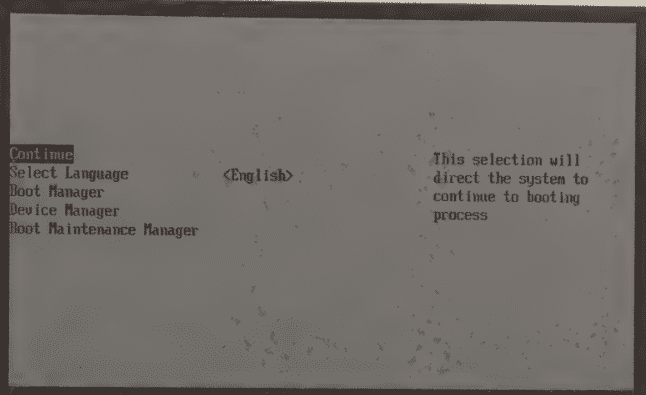 Continue
Select Language <English>
Boot Manager
Device Manager
Boot Maintenance Manager
This selection will
direct the system to
continue to booting
process